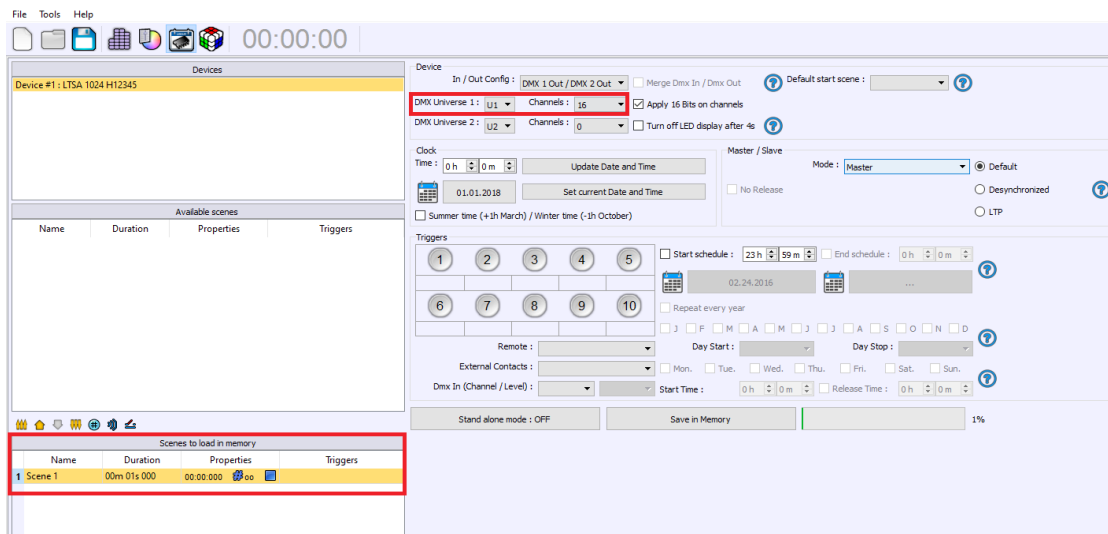 File Tools Help
00:00:00
Devices
Device #1 : LTSA 1024 H12345
Available scenes
Name Duration Properties Triggers
Scenes to load in memory
Name Duration Properties Triggers
1 Scene 1 00m 01s 000 00:00:000 oo
Device
In / Out Config : DMX 1 Out / DMX 2 Out Merge Dmx In / Dmx Out ? Default start scene : ?
DMX Universe 1 : U1 Channels : 16 Apply 16 Bits on channels
DMX Universe 2 : U2 Channels : 0 Turn off LED display after 4s ?
Clock
Time : 0 h 0 m Update Date and Time
01.01.2018 Set current Date and Time
Summer time (+1h March) / Winter time (-1h October)
Master / Slave
Mode : Master Default
No Release Desynchronized ?
LTP
Triggers
1 2 3 4 5
6 7 8 9 10
Remote :
External Contacts :
Dmx In (Channel / Level) :
Start schedule : 23 h 59 m End schedule : 0 h 0 m ?
02.24.2016 ...
Repeat every year
J F M A M J J A S O N D
Day Start : Day Stop : ?
Mon. Tue. Wed. Thu. Fri. Sat. Sun.
Start Time : 0 h 0 m Release Time : 0 h 0 m ?
Stand alone mode : OFF Save in Memory 1%